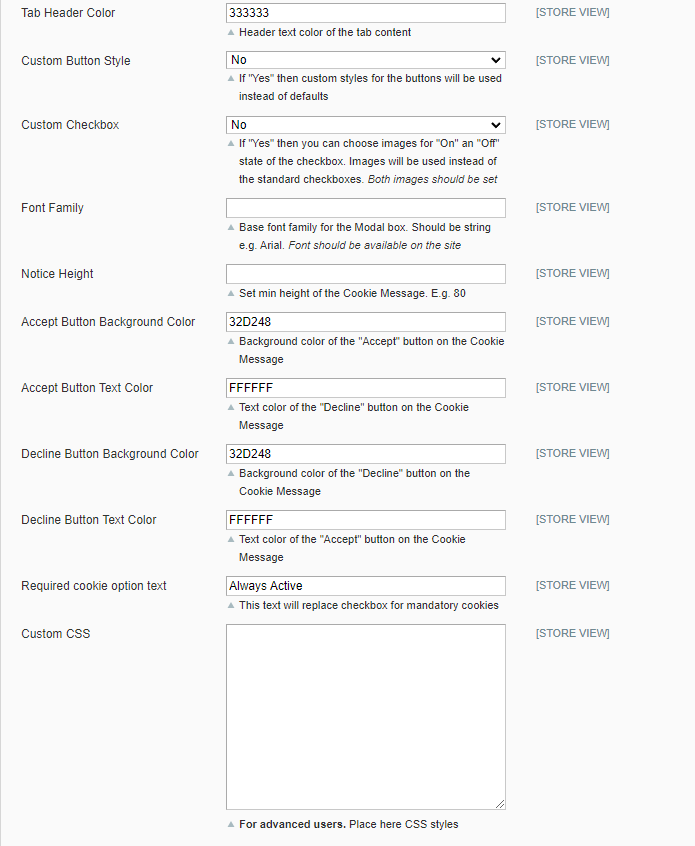 Tab Header Color 333333 [STORE VIEW]
Header text color of the tab content
Custom Button Style No [STORE VIEW]
If "Yes" then custom styles for the buttons will be used
instead of defaults
Custom Checkbox No [STORE VIEW]
If "Yes" then you can choose images for "On" an "Off"
state of the checkbox. Images will be used instead of
the standard checkboxes. Both images should be set
Font Family [STORE VIEW]
Base font family for the Modal box. Should be string
e.g. Arial. Font should be available on the site
Notice Height [STORE VIEW]
Set min height of the Cookie Message. E.g. 80
Accept Button Background Color 32D248 [STORE VIEW]
Background color of the "Accept" button on the Cookie
Message
Accept Button Text Color FFFFFF [STORE VIEW]
Text color of the "Decline" button on the Cookie
Message
Decline Button Background Color 32D248 [STORE VIEW]
Background color of the "Decline" button on the
Cookie Message
Decline Button Text Color FFFFFF [STORE VIEW]
Text color of the "Accept" button on the Cookie
Message
Required cookie option text Always Active [STORE VIEW]
This text will replace checkbox for mandatory cookies
Custom CSS [STORE VIEW]
For advanced users. Place here CSS styles